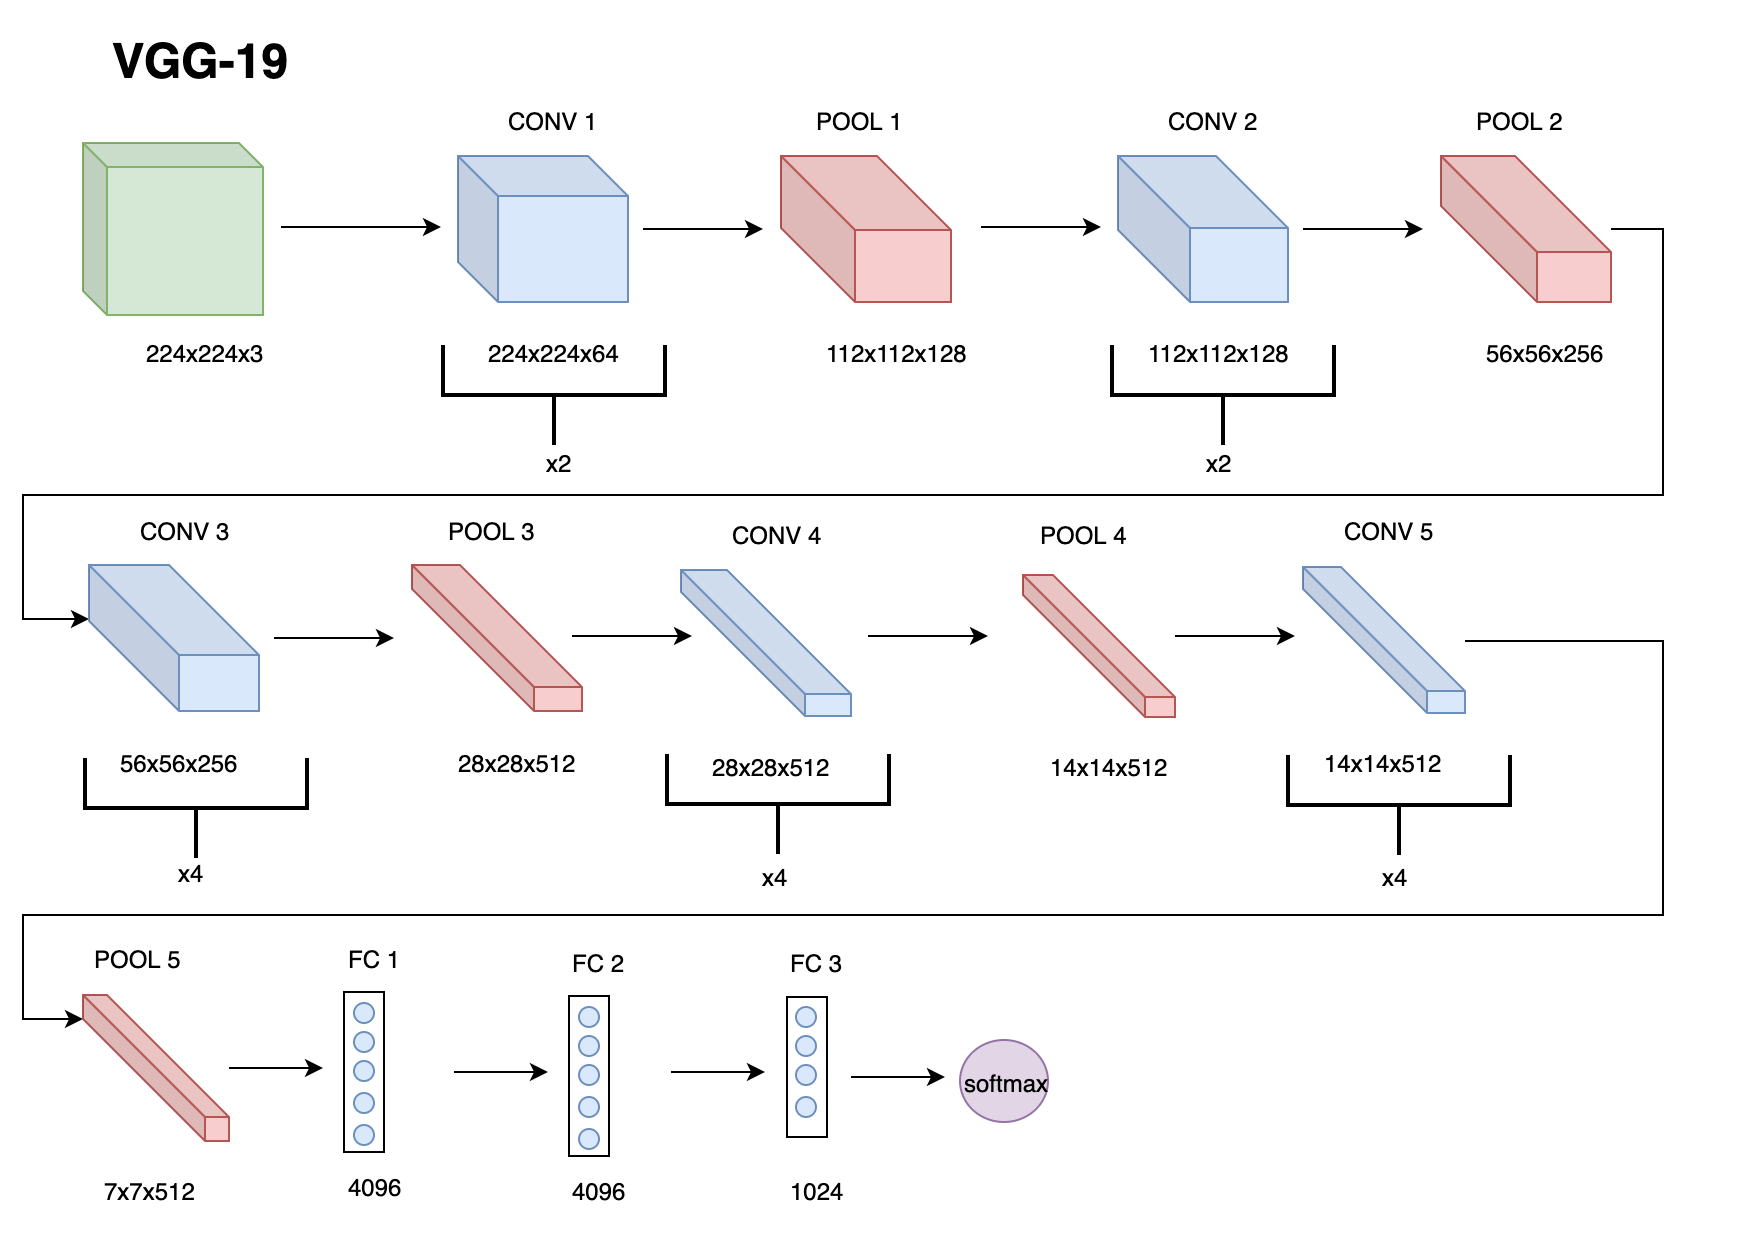 VGG-19
CONV 1
POOL 1
CONV 2
POOL 2
224x224x3
224x224x64
112x112x128
112x112x128
56x56x256
x2
x2
CONV 3
POOL 3
CONV 4
POOL 4
CONV 5
56x56x256
28x28x512
28x28x512
14x14x512
14x14x512
x4
x4
x4
POOL 5
FC 1
FC 2
FC 3
softmax
7x7x512
4096
4096
1024